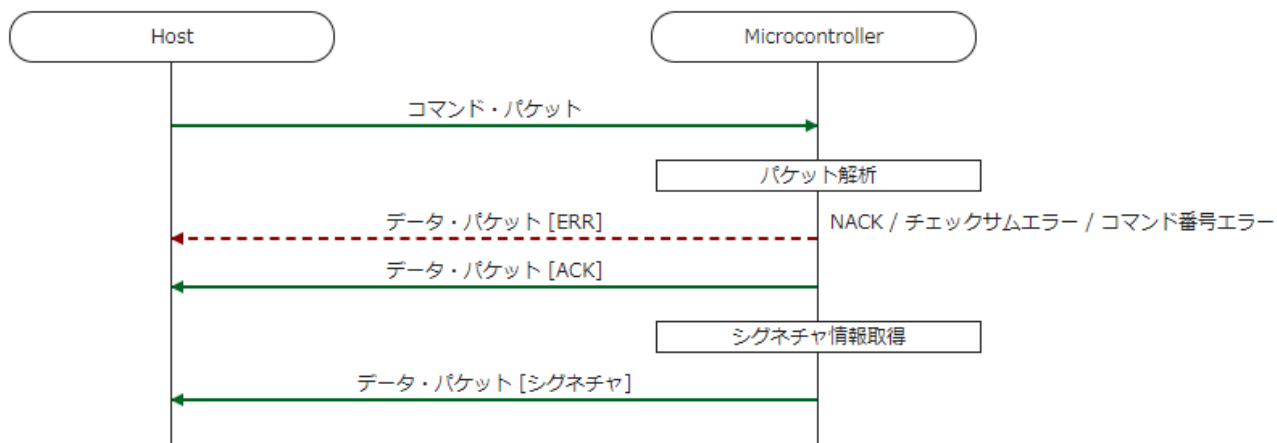 Host
Microcontroller
コマンド・パケット
パケット解析
データ・パケット [ERR]
NACK / チェックサムエラー / コマンド番号エラー
データ・パケット [ACK]
シグネチャ情報取得
データ・パケット [シグネチャ]